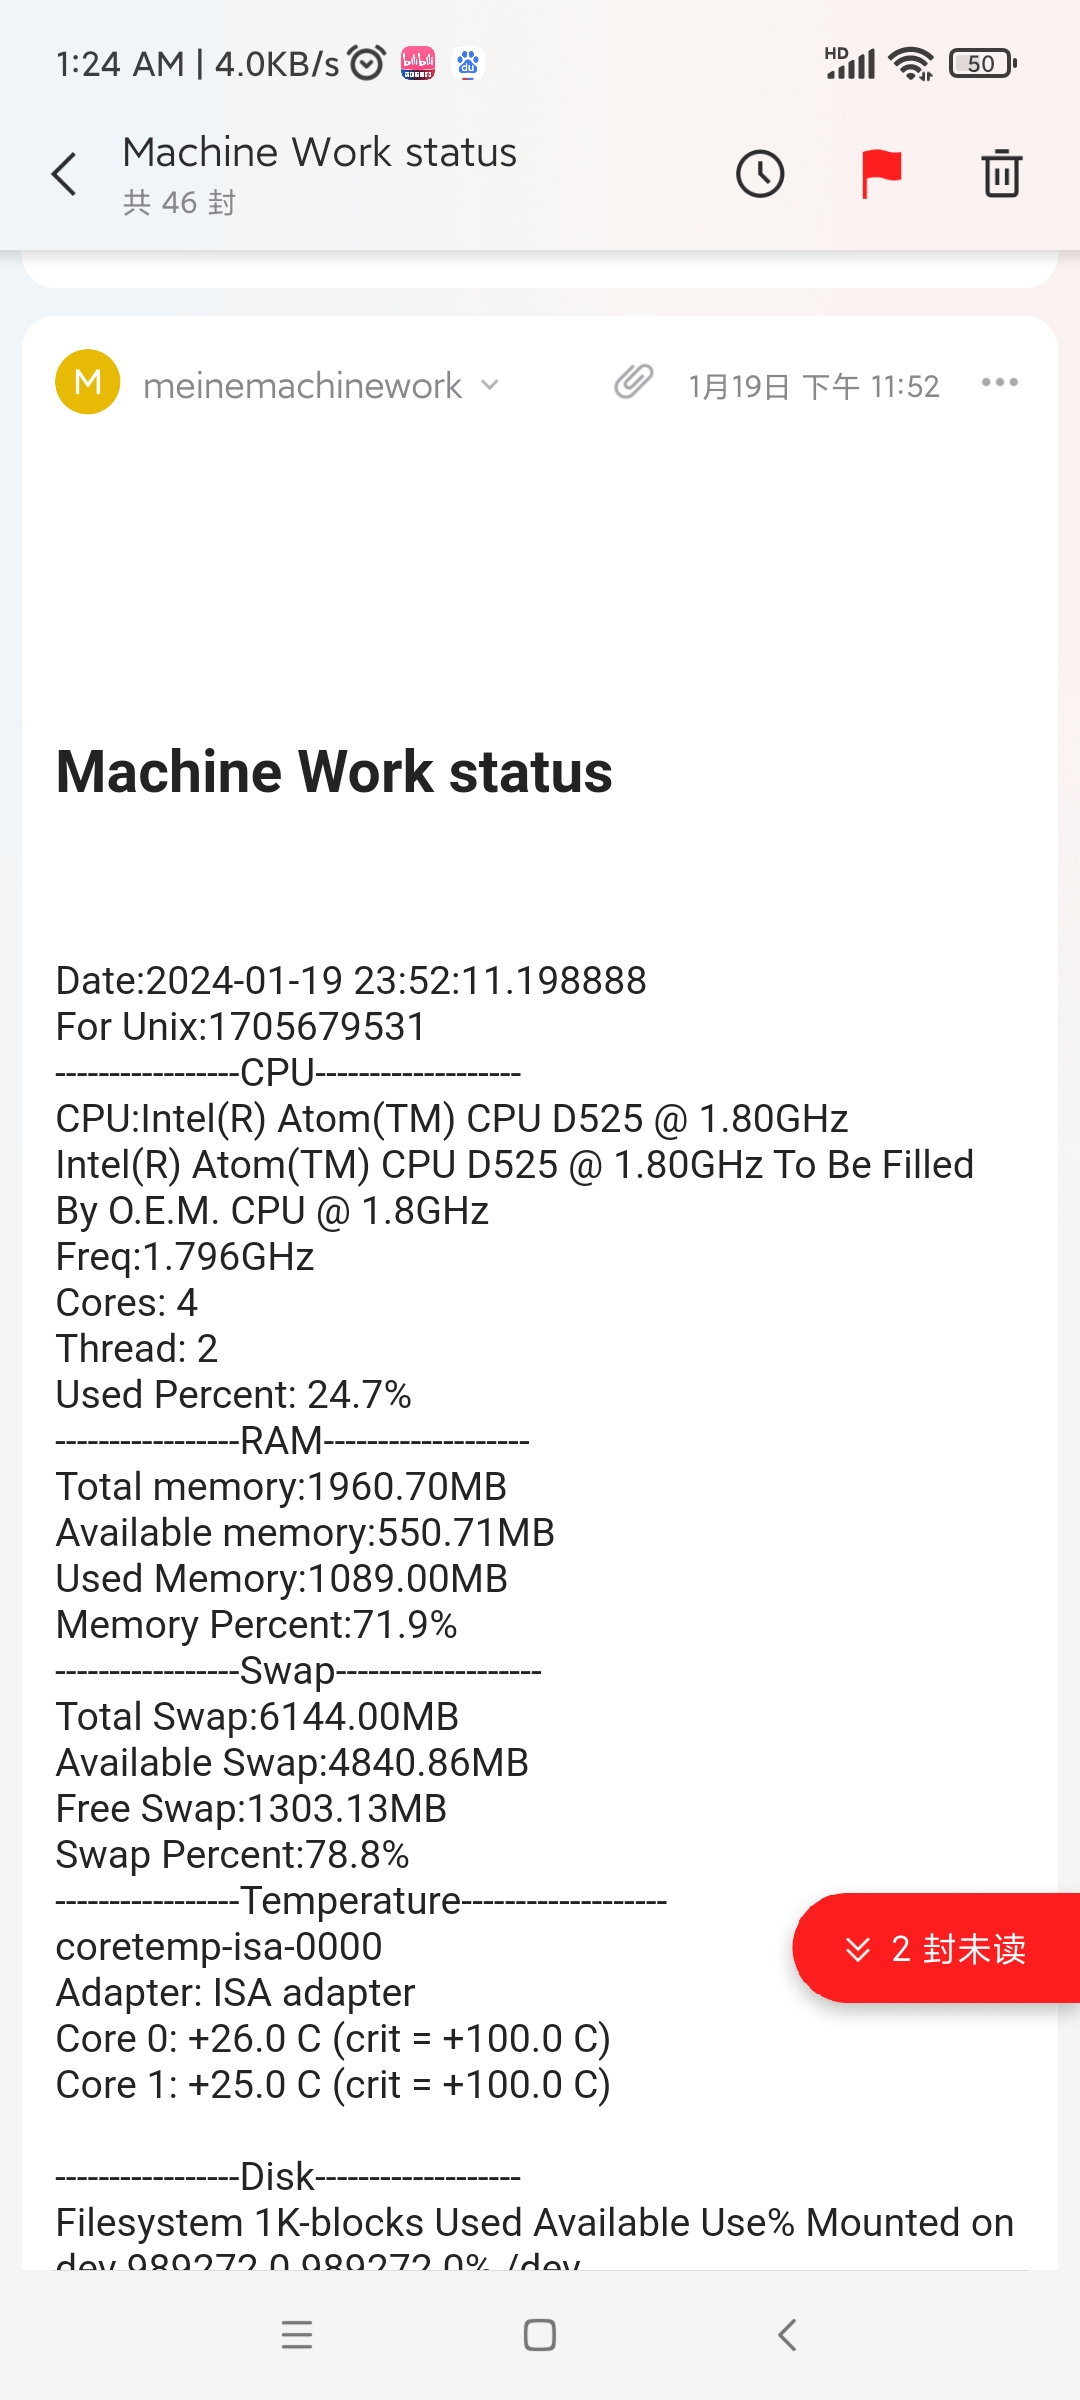 1:24 AM | 4.0KB/s
HD
50
Machine Work status
共 46 封
M
meinemachinework
1月19日 下午 11:52
Machine Work status
Date:2024-01-19 23:52:11.198888
For Unix:1705679531
-----------------CPU-------------------
CPU:Intel(R) Atom(TM) CPU D525 @ 1.80GHz
Intel(R) Atom(TM) CPU D525 @ 1.80GHz To Be Filled
By O.E.M. CPU @ 1.8GHz
Freq:1.796GHz
Cores: 4
Thread: 2
Used Percent: 24.7%
-----------------RAM-------------------
Total memory:1960.70MB
Available memory:550.71MB
Used Memory:1089.00MB
Memory Percent:71.9%
-----------------Swap-------------------
Total Swap:6144.00MB
Available Swap:4840.86MB
Free Swap:1303.13MB
Swap Percent:78.8%
-----------------Temperature-------------------
coretemp-isa-0000
2 封未读
Adapter: ISA adapter
Core 0: +26.0 C (crit = +100.0 C)
Core 1: +25.0 C (crit = +100.0 C)
-----------------Disk-------------------
Filesystem 1K-blocks Used Available Use% Mounted on
dev 989272 0 989272 0% /dev